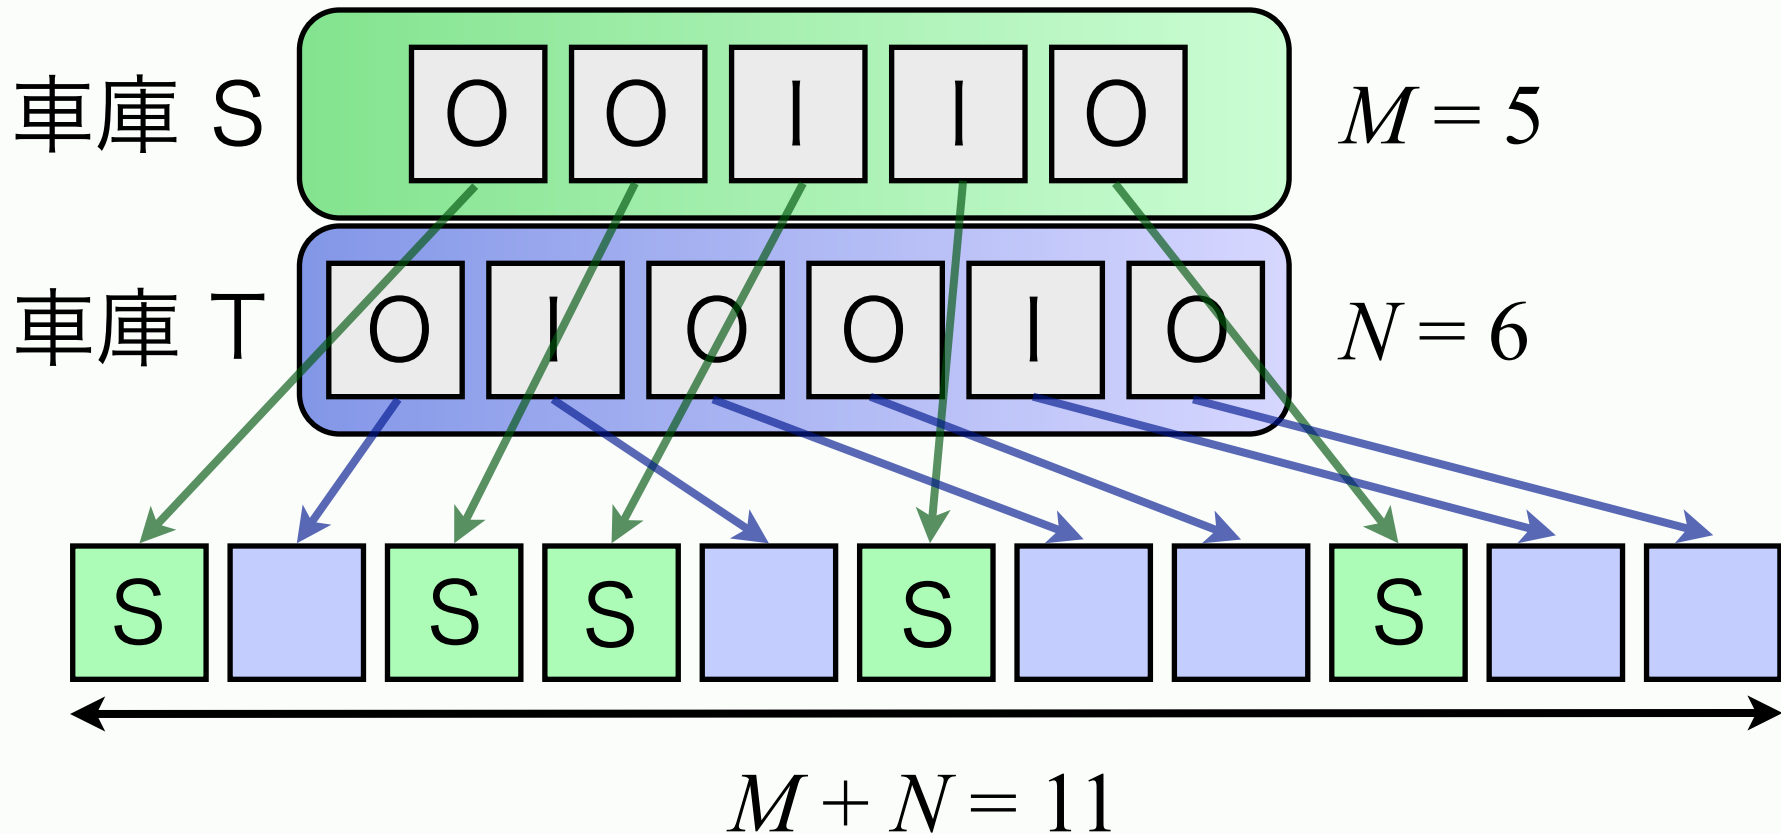 車庫 S O O I I O M = 5
車庫 T O I O O I O N = 6
S S S S S
M + N = 11